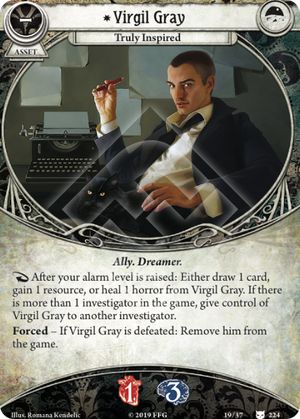 Virgil Gray
Truly Inspired
ASSET
Ally. Dreamer.
After your alarm level is raised: Either draw 1 card,
gain 1 resource, or heal 1 horror from Virgil Gray. If there
is more than 1 investigator in the game, give control of
Virgil Gray to another investigator.
Forced – If Virgil Gray is defeated: Remove him from
the game.
1 3
Illus. Romana Kendelic © 2019 FFG 19/37 224